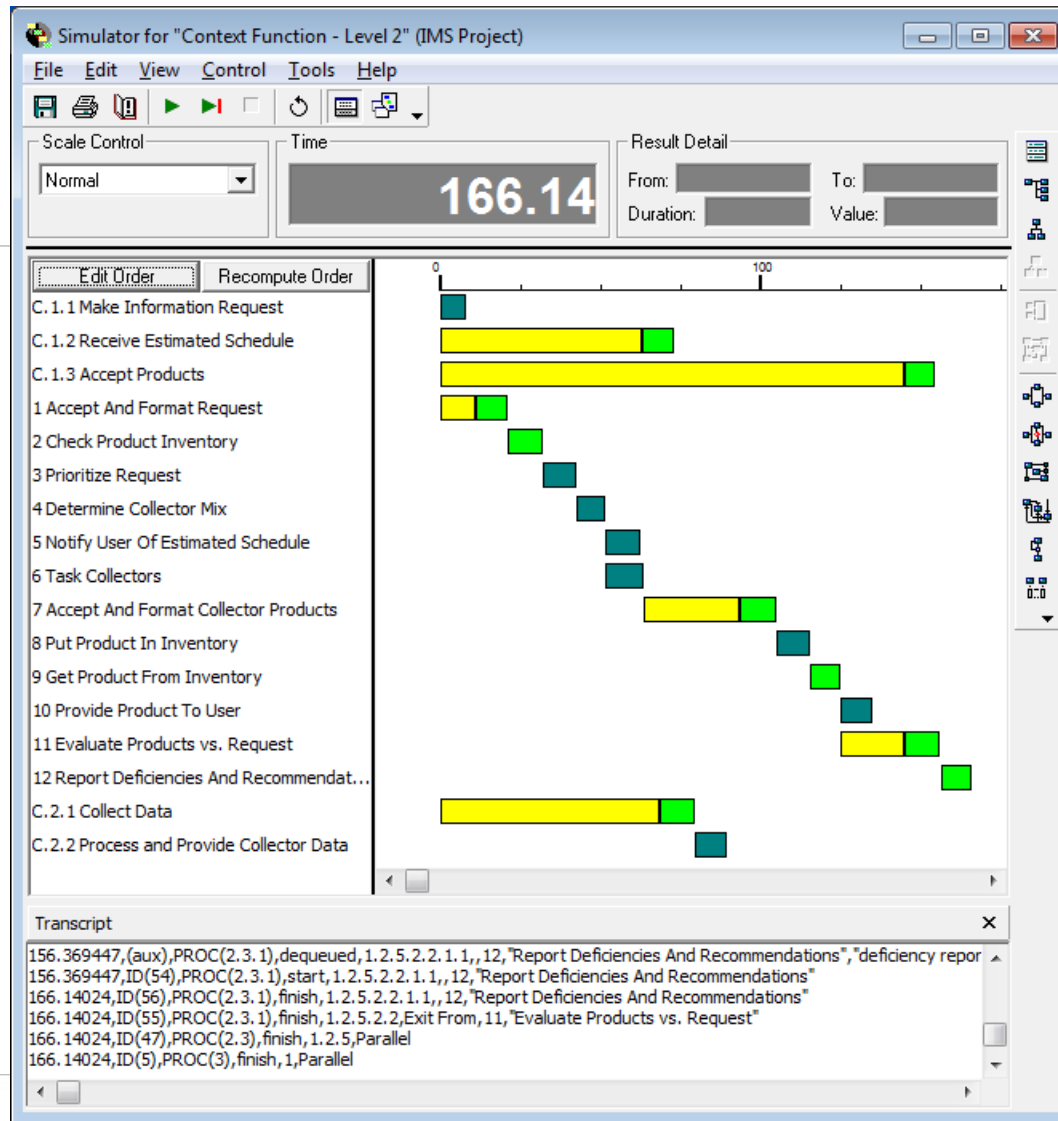 Simulator for "Context Function - Level 2" (IMS Project)
File Edit View Control Tools Help
Scale Control Time Result Detail
Normal 166.14 From: To:
Duration: Value:
Edit Order Recompute Order 0 100
C.1.1 Make Information Request
C.1.2 Receive Estimated Schedule
C.1.3 Accept Products
1 Accept And Format Request
2 Check Product Inventory
3 Prioritize Request
4 Determine Collector Mix
5 Notify User Of Estimated Schedule
6 Task Collectors
7 Accept And Format Collector Products
8 Put Product In Inventory
9 Get Product From Inventory
10 Provide Product To User
11 Evaluate Products vs. Request
12 Report Deficiencies And Recommendat...
C.2.1 Collect Data
C.2.2 Process and Provide Collector Data
Transcript
156.369447,(aux),PROC(2.3.1),dequeued,1.2.5.2.2.1.1,,12,"Report Deficiencies And Recommendations","deficiency repor
156.369447,ID(54),PROC(2.3.1),start,1.2.5.2.2.1.1,,12,"Report Deficiencies And Recommendations"
166.14024,ID(56),PROC(2.3.1),finish,1.2.5.2.2.1.1,,12,"Report Deficiencies And Recommendations"
166.14024,ID(55),PROC(2.3.1),finish,1.2.5.2.2,Exit From,11,"Evaluate Products vs. Request"
166.14024,ID(47),PROC(2.3),finish,1.2.5,Parallel
166.14024,ID(5),PROC(3),finish,1,Parallel